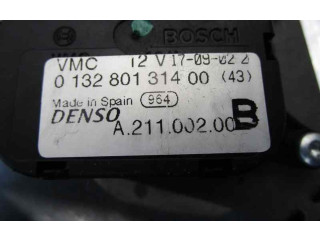 BOSCH
VMC 12 V 17-09-02 2
0 132 801 314 00 (43)
Made in Spain 964
DENSO A.211.002.00 B